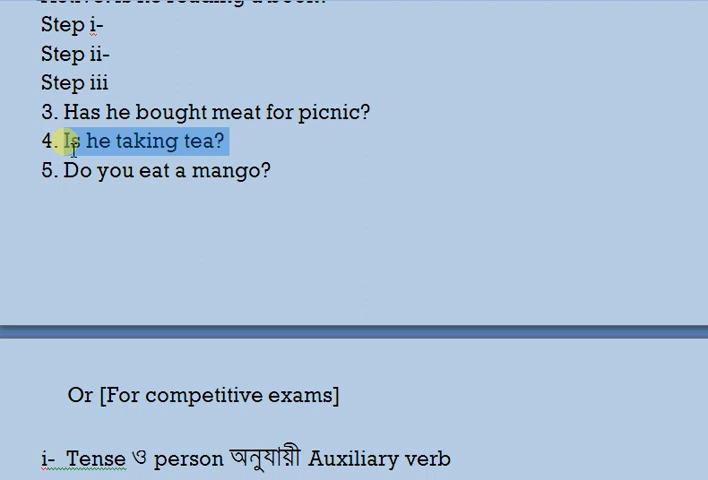 Step i-
Step ii-
Step iii
3. Has he bought meat for picnic?
4. Is he taking tea?
5. Do you eat a mango?
Or [For competitive exams]
i- Tense ও person অনুযায়ী Auxiliary verb